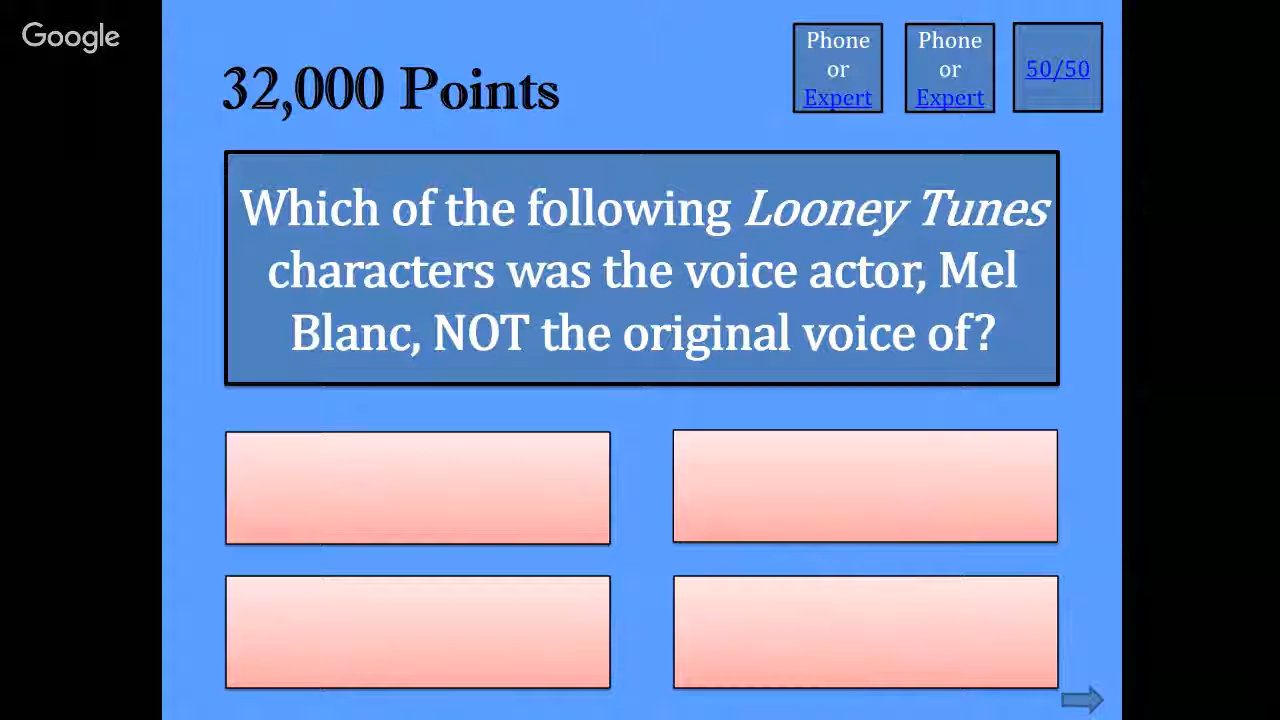 Google
32,000 Points
Phone
or
Expert
Phone
or
Expert
50/50
Which of the following Looney Tunes
characters was the voice actor, Mel
Blanc, NOT the original voice of?